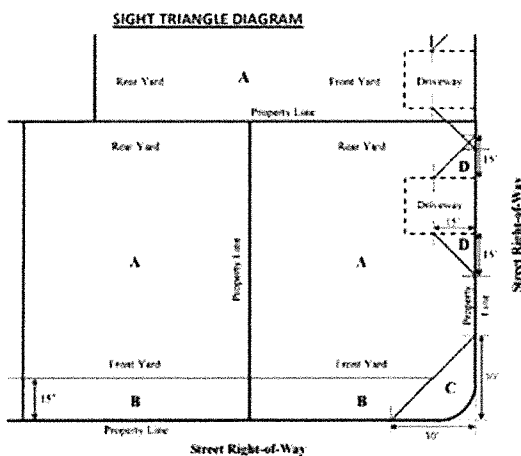 SIGHT TRIANGLE DIAGRAM
Rear Yard A Front Yard Driveway
Property Line
Rear Yard Rear Yard
15'
D
Driveway
15'
D
A Property Line A
15'
Property Line
Street Right-of-Way
Front Yard Front Yard
C
15' B B
30'
Property Line
30'
Street Right-of-Way